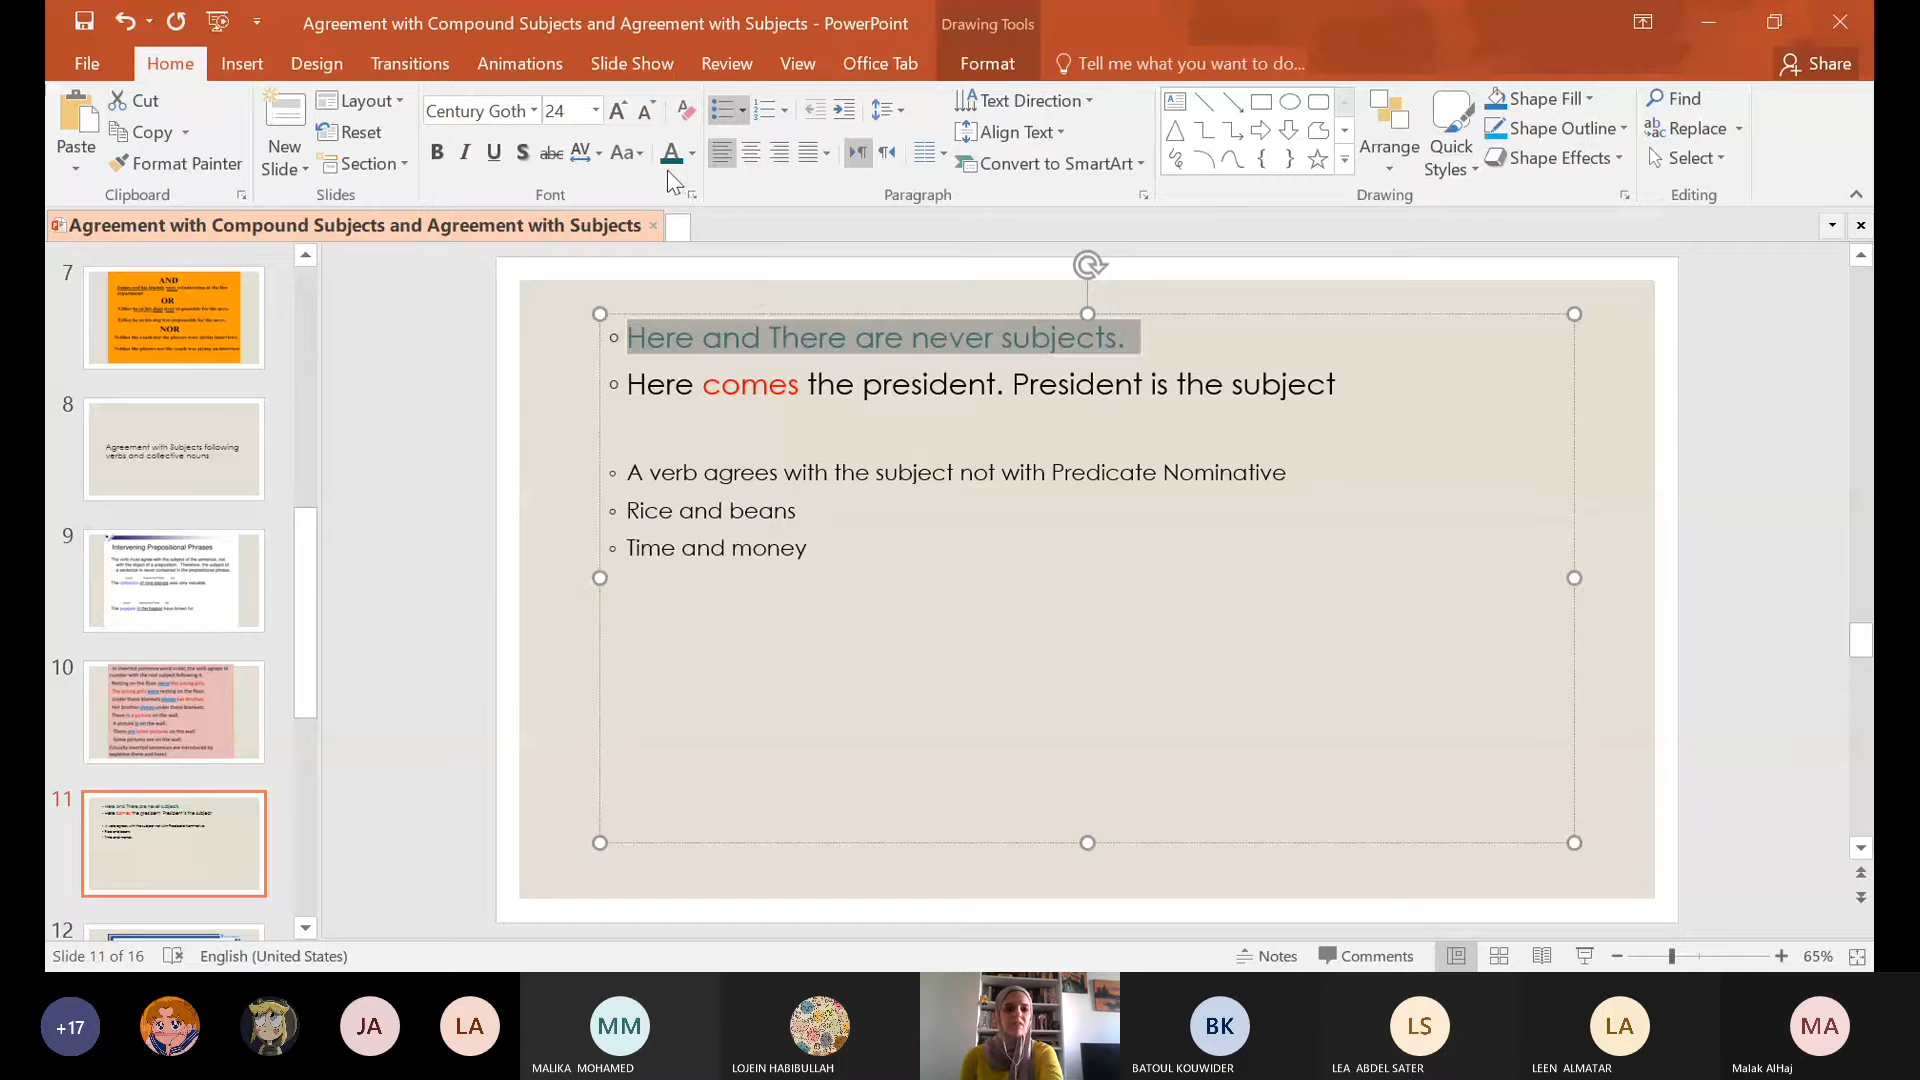 Agreement with Compound Subjects and Agreement with Subjects - PowerPoint
Drawing Tools
File Home Insert Design Transitions Animations Slide Show Review View Office Tab Format Tell me what you want to do... Share
Paste
Cut
Copy
Format Painter
Clipboard
New Slide
Layout
Reset
Section
Slides
Century Goth 24
B I U S abc AV Aa A
Font
Text Direction
Align Text
Convert to SmartArt
Paragraph
Arrange
Quick Styles
Shape Fill
Shape Outline
Shape Effects
Drawing
Find
Replace
Select
Editing
Agreement with Compound Subjects and Agreement with Subjects
7
AND
OR
NOR
8
Agreement with Subjects following verbs and collective nouns
9
Intervening Prepositional Phrases
10
11
12
Here and There are never subjects.
Here comes the president. President is the subject
A verb agrees with the subject not with Predicate Nominative
Rice and beans
Time and money
Slide 11 of 16 English (United States) Notes Comments 65%
+17 JA LA MM BK LS LA MA
MALIKA MOHAMED LOJEIN HABIBULLAH BATOUL KOUWIDER LEA ABDEL SATER LEEN ALMATAR Malak AlHaj